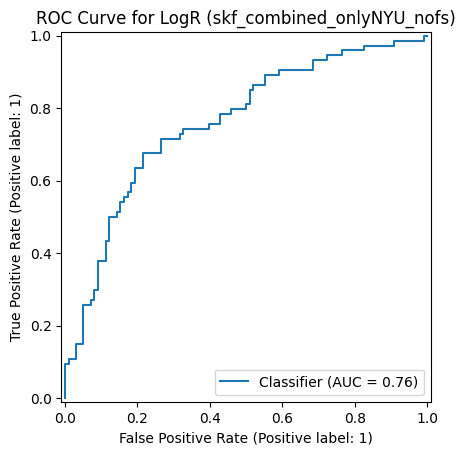 ROC Curve for LogR (skf_combined_onlyNYU_nofs)
True Positive Rate (Positive label: 1)
1.0
0.8
0.6
0.4
0.2
0.0
Classifier (AUC = 0.76)
0.0 0.2 0.4 0.6 0.8 1.0
False Positive Rate (Positive label: 1)